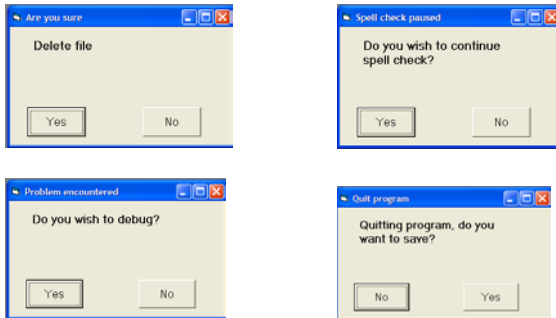 Are you sure
Delete file
Yes No
Spell check paused
Do you wish to continue
spell check?
Yes No
Problem encountered
Do you wish to debug?
Yes No
Quit program
Quitting program, do you
want to save?
No Yes